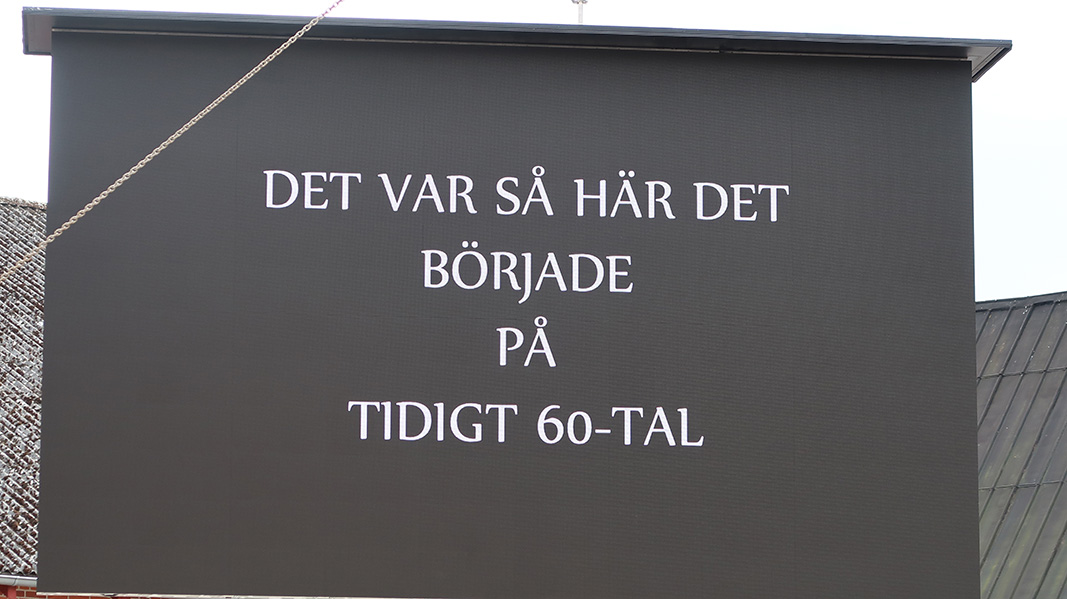 DET VAR SÅ HÄR DET
BÖRJADE
PÅ
TIDIGT 60-TAL